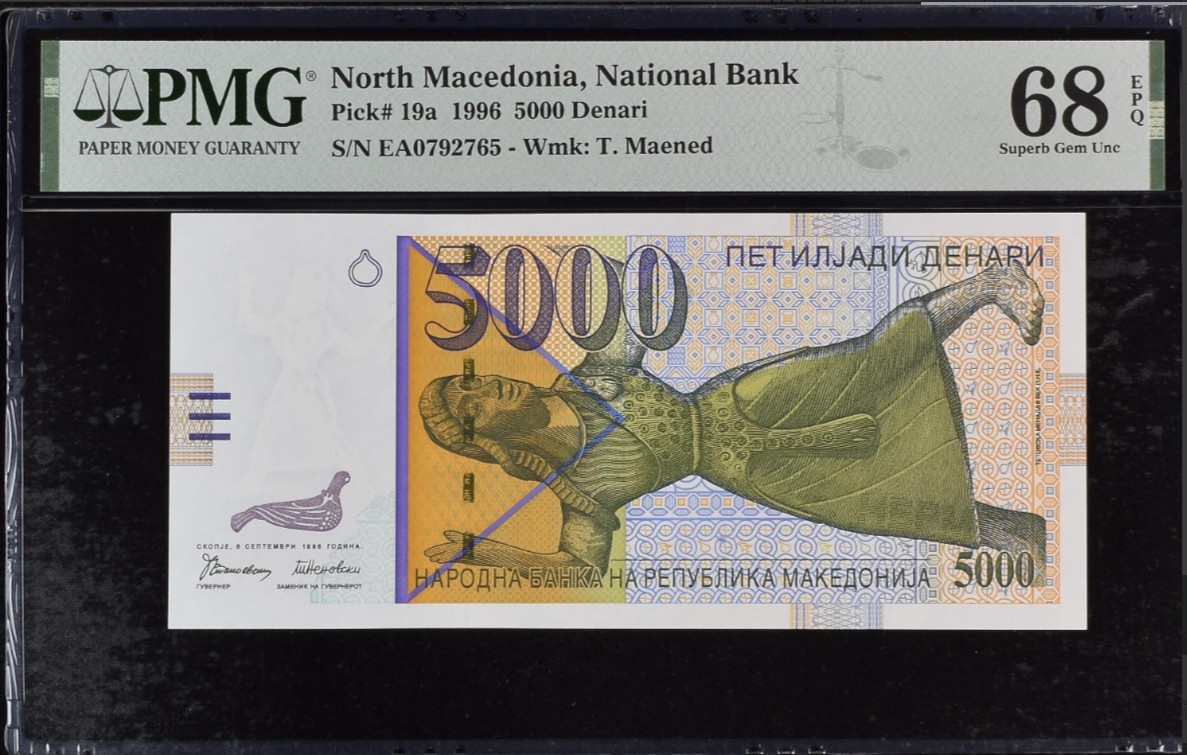 PMG®
PAPER MONEY GUARANTY
North Macedonia, National Bank
Pick# 19a 1996 5000 Denari
S/N EA0792765 - Wmk: T. Maened
68
EPQ
Superb Gem Unc
5000
ПЕТ ИЛЈАДИ ДЕНАРИ
СКОПЈЕ, 8 СЕПТЕМВРИ 1996 ГОДИНА.
ГУВЕРНЕР
ЗАМЕНИК НА ГУВЕРНЕРОТ
НАРОДНА БАНКА НА РЕПУБЛИКА МАКЕДОНИЈА
5000